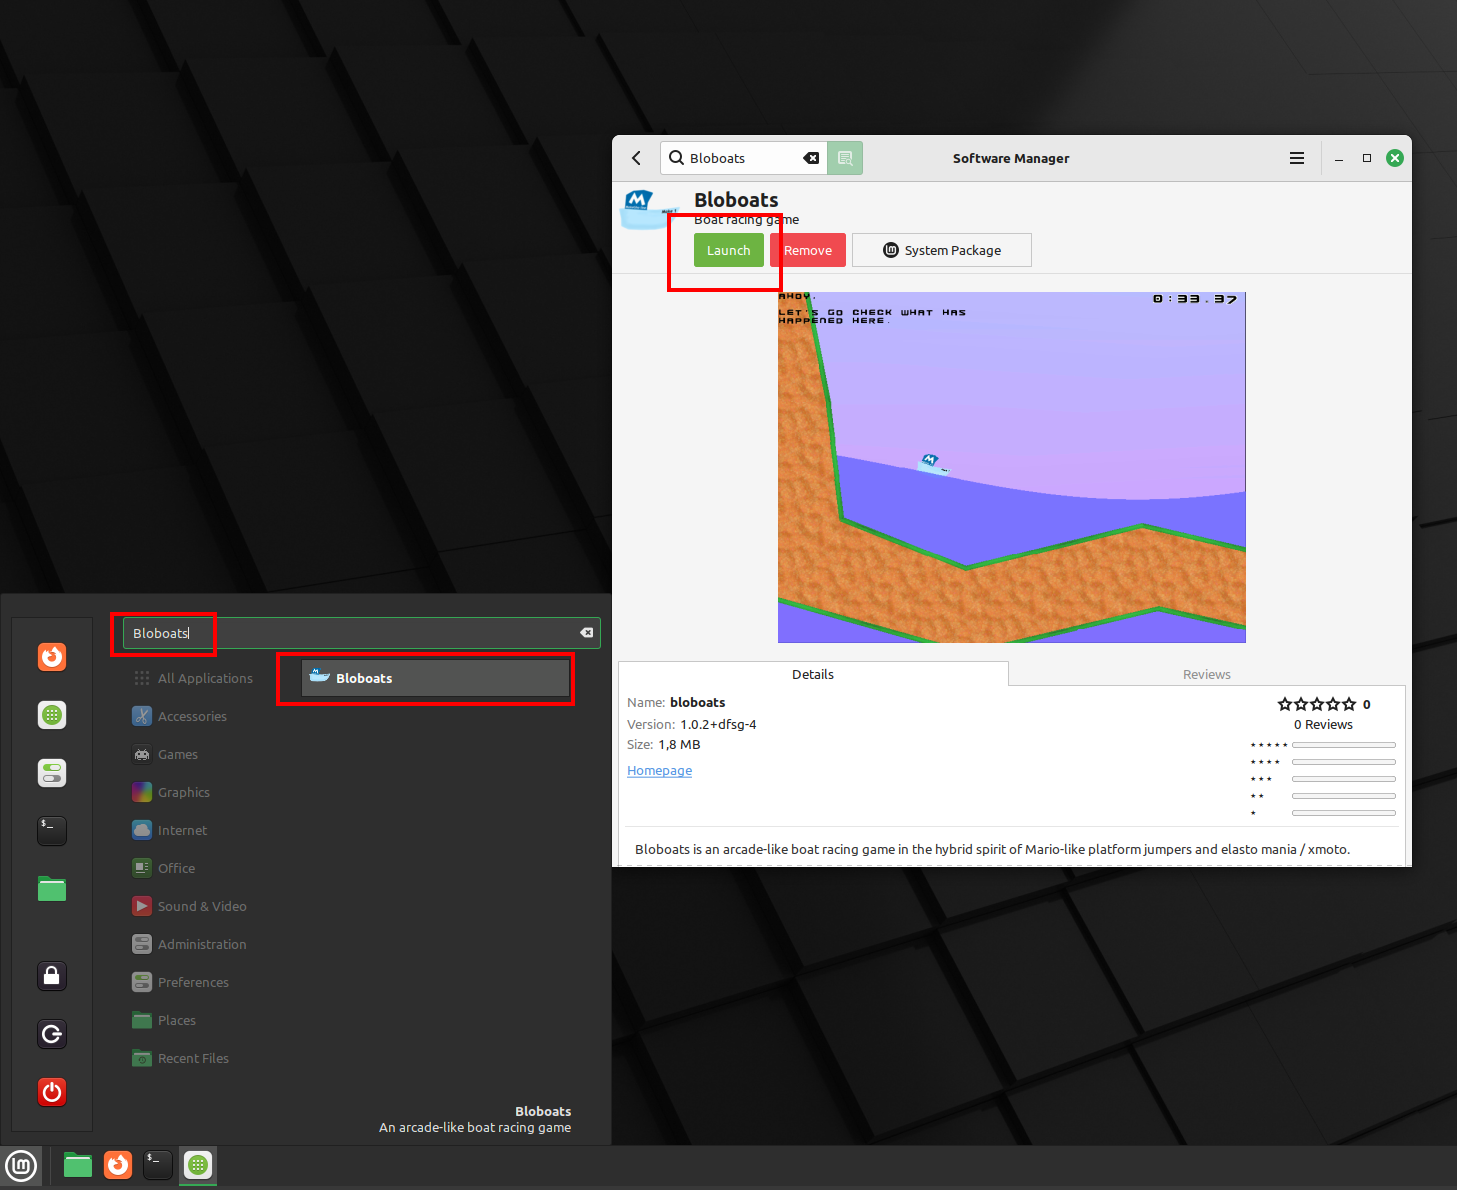 Bloboats
Software Manager
Bloboats
Boat racing game
Launch
Remove
System Package
AHOY.
0:33.37
LET'S GO CHECK WHAT HAS
HAPPENED HERE.
Details
Reviews
Name: bloboats
0
Version: 1.0.2+dfsg-4
0 Reviews
Size: 1,8 MB
Homepage
Bloboats is an arcade-like boat racing game in the hybrid spirit of Mario-like platform jumpers and elasto mania / xmoto.
Bloboats
All Applications
Bloboats
Accessories
Games
Graphics
Internet
Office
Sound & Video
Administration
Preferences
Places
Recent Files
Bloboats
An arcade-like boat racing game